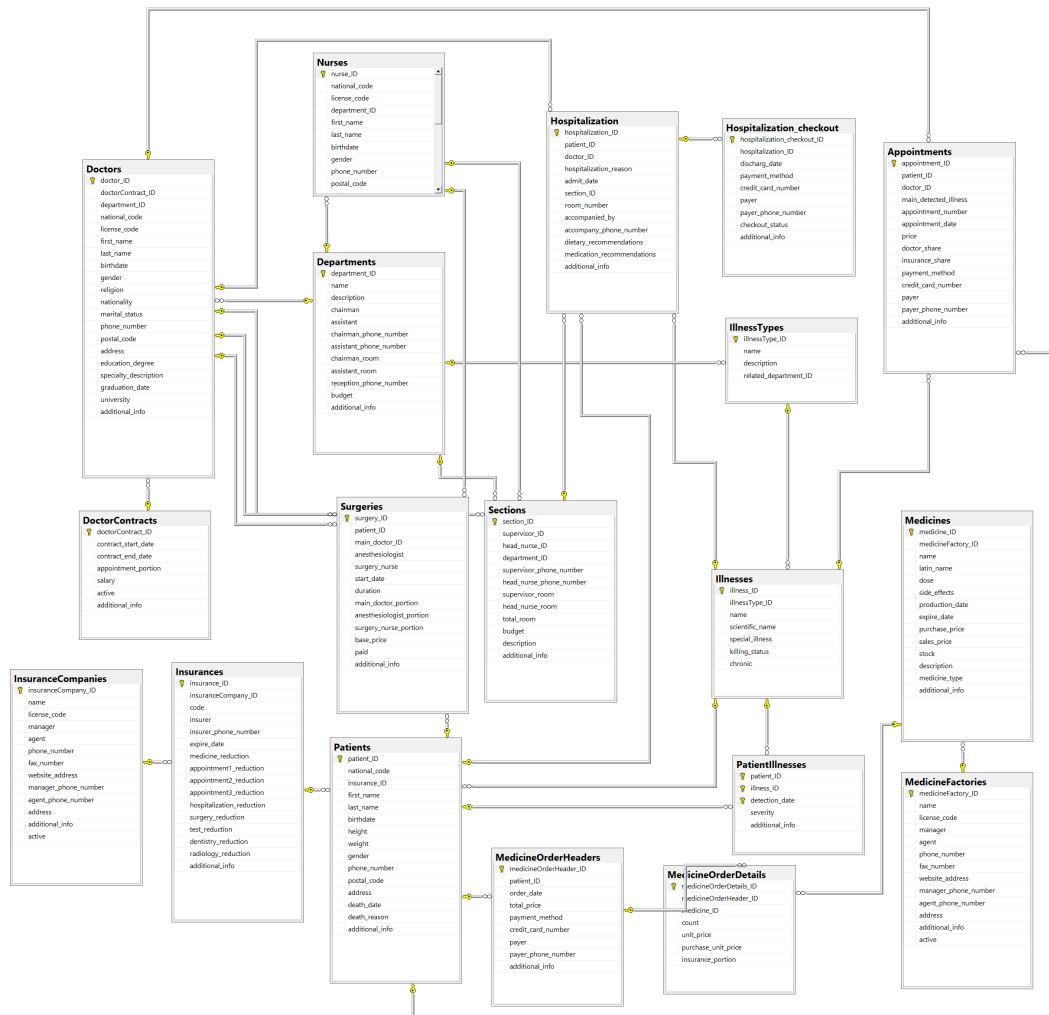 Nurses
nurse_ID
national_code
license_code
department_ID
first_name
last_name
birthdate
gender
phone_number
postal_code
Hospitalization
hospitalization_ID
patient_ID
doctor_ID
hospitalization_reason
admit_date
section_ID
room_number
accompanied_by
accompany_phone_number
dietary_recommendations
medication_recommendations
additional_info
Hospitalization_checkout
hospitalization_checkout_ID
hospitalization_ID
discharg_date
payment_method
credit_card_number
payer
payer_phone_number
checkout_status
additional_info
Appointments
appointment_ID
patient_ID
doctor_ID
main_detected_illness
appointment_number
appointment_date
price
doctor_share
insurance_share
payment_method
credit_card_number
payer
payer_phone_number
additional_info
Doctors
doctor_ID
doctorContract_ID
department_ID
national_code
license_code
first_name
last_name
birthdate
gender
religion
nationality
marital_status
phone_number
postal_code
address
education_degree
specialty_description
graduation_date
university
additional_info
Departments
department_ID
name
description
chairman
assistant
chairman_phone_number
assistant_phone_number
chairman_room
assistant_room
reception_phone_number
budget
additional_info
IllnessTypes
illnessType_ID
name
description
related_department_ID
DoctorContracts
doctorContract_ID
contract_start_date
contract_end_date
appointment_portion
salary
active
additional_info
Surgeries
surgery_ID
patient_ID
main_doctor_ID
anesthesiologist
surgery_nurse
start_date
duration
main_doctor_portion
anesthesiologist_portion
surgery_nurse_portion
base_price
paid
additional_info
Sections
section_ID
supervisor_ID
head_nurse_ID
department_ID
supervisor_phone_number
head_nurse_phone_number
supervisor_room
head_nurse_room
total_room
budget
description
additional_info
Illnesses
illness_ID
illnessType_ID
name
scientific_name
special_illness
killing_status
chronic
Medicines
medicine_ID
medicineFactory_ID
name
latin_name
dose
side_effects
production_date
expire_date
purchase_price
sales_price
stock
description
medicine_type
additional_info
InsuranceCompanies
insuranceCompany_ID
name
license_code
manager
agent
phone_number
fax_number
website_address
manager_phone_number
agent_phone_number
address
additional_info
active
Insurances
insurance_ID
insuranceCompany_ID
code
insurer
insurer_phone_number
expire_date
medicine_reduction
appointment1_reduction
appointment2_reduction
appointment3_reduction
hospitalization_reduction
surgery_reduction
test_reduction
dentistry_reduction
radiology_reduction
additional_info
Patients
patient_ID
national_code
insurance_ID
first_name
last_name
birthdate
height
weight
gender
phone_number
postal_code
address
death_date
death_reason
additional_info
PatientIllnesses
patient_ID
illness_ID
detection_date
severity
additional_info
MedicineFactories
medicineFactory_ID
name
license_code
manager
agent
phone_number
fax_number
website_address
manager_phone_number
agent_phone_number
address
additional_info
active
MedicineOrderHeaders
medicineOrderHeader_ID
patient_ID
order_date
total_price
payment_method
credit_card_number
payer
payer_phone_number
additional_info
MedicineOrderDetails
medicineOrderDetails_ID
medicineOrderHeader_ID
medicine_ID
count
unit_price
purchase_unit_price
insurance_portion